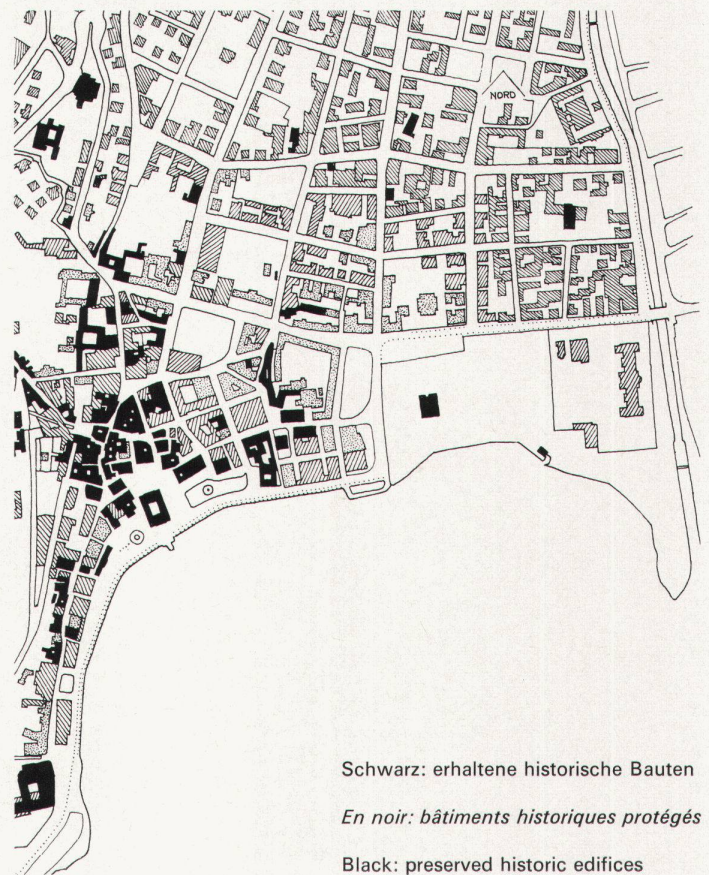 NORD
Schwarz: erhaltene historische Bauten
En noir: bâtiments historiques protégés
Black: preserved historic edifices